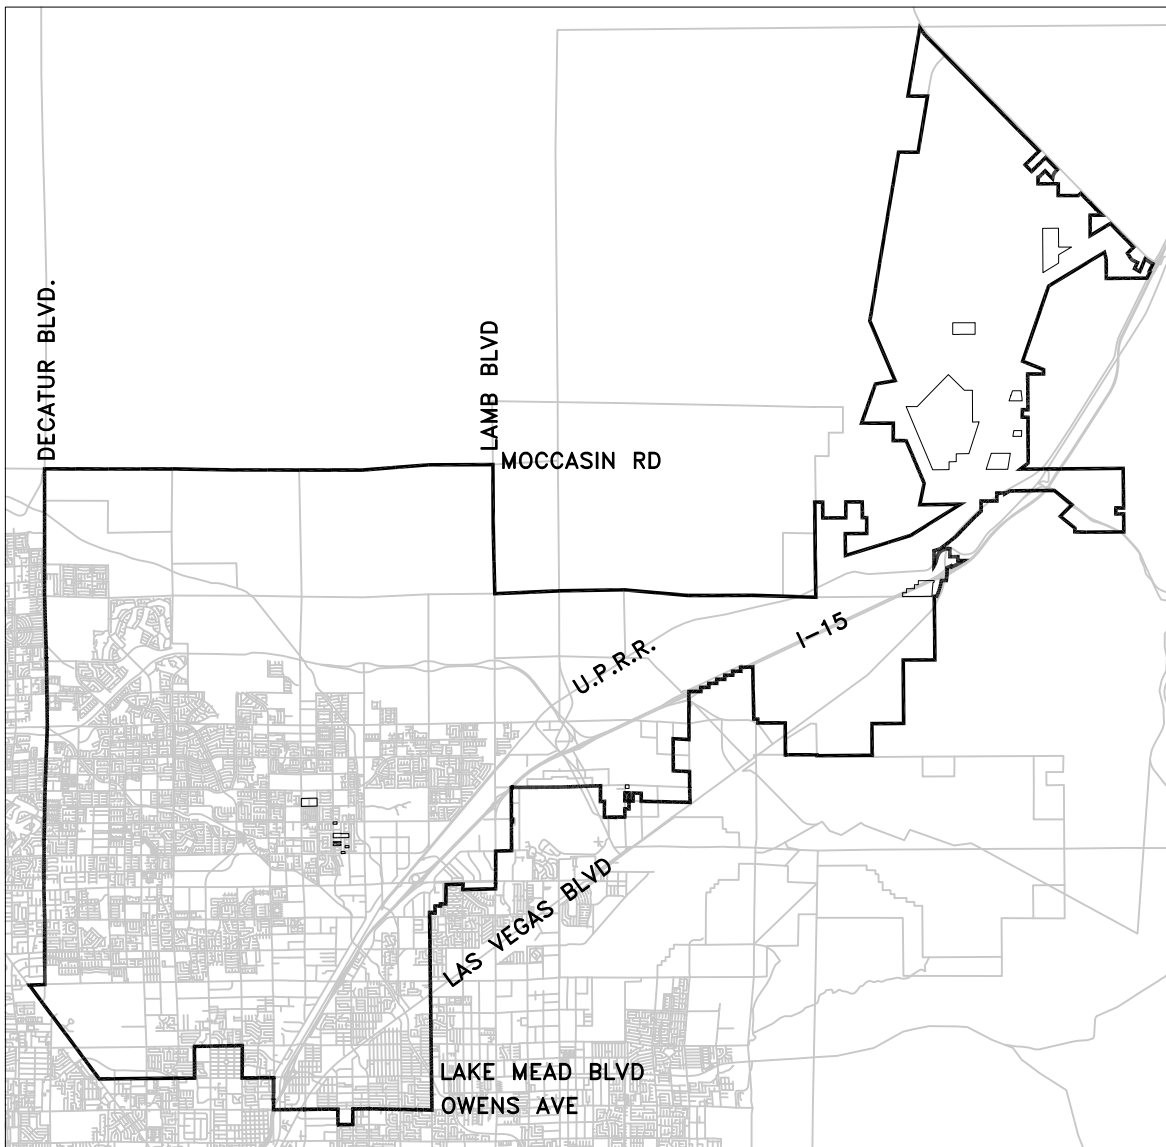 DECATUR BLVD.
LAMB BLVD
MOCCASIN RD
U.P.R.R.
I-15
LAS VEGAS BLVD
LAKE MEAD BLVD
OWENS AVE